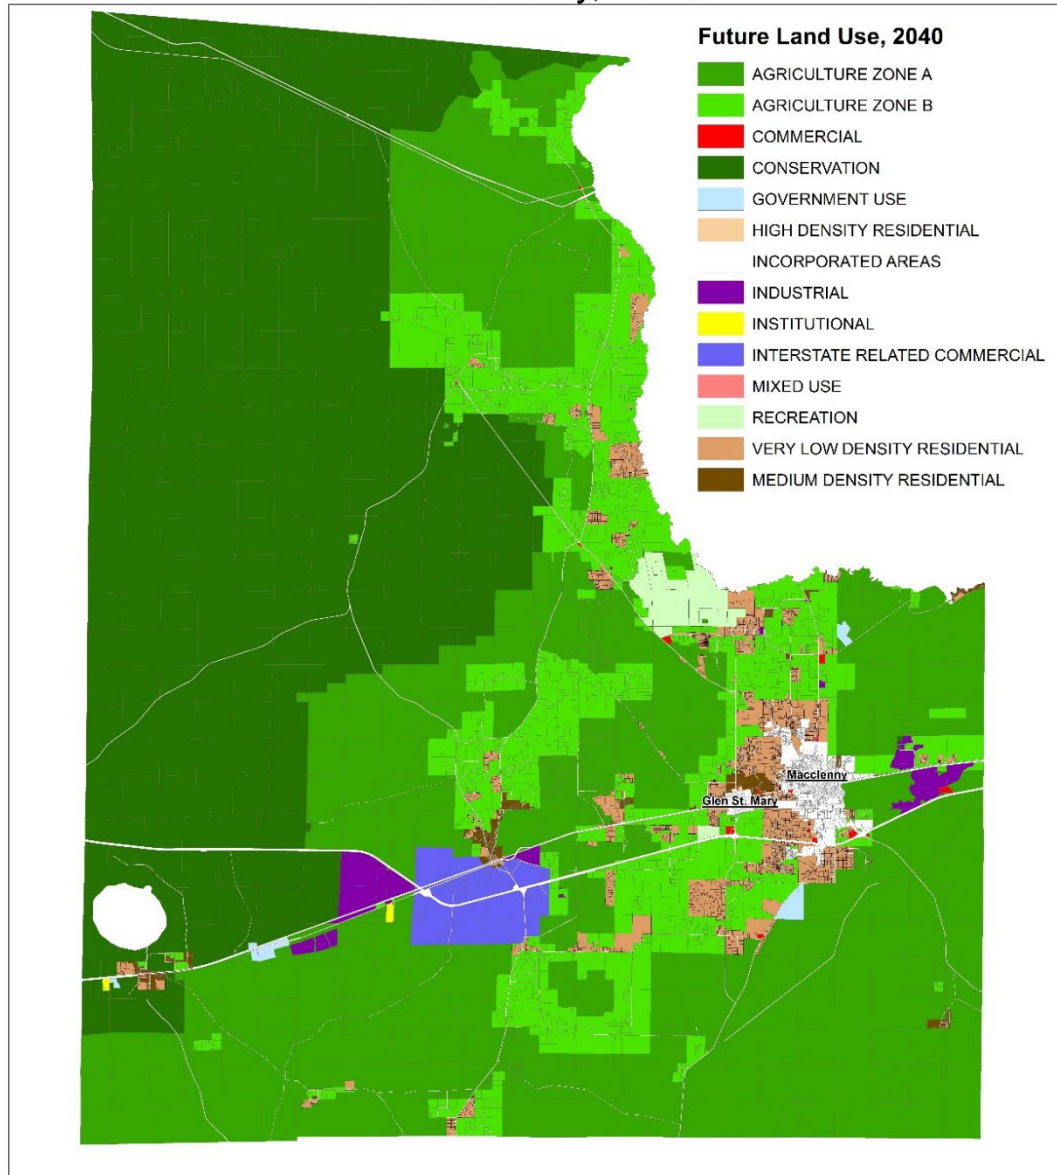 Future Land Use, 2040
AGRICULTURE ZONE A
AGRICULTURE ZONE B
COMMERCIAL
CONSERVATION
GOVERNMENT USE
HIGH DENSITY RESIDENTIAL
INCORPORATED AREAS
INDUSTRIAL
INSTITUTIONAL
INTERSTATE RELATED COMMERCIAL
MIXED USE
RECREATION
VERY LOW DENSITY RESIDENTIAL
MEDIUM DENSITY RESIDENTIAL
Macclenny
Glen St. Mary